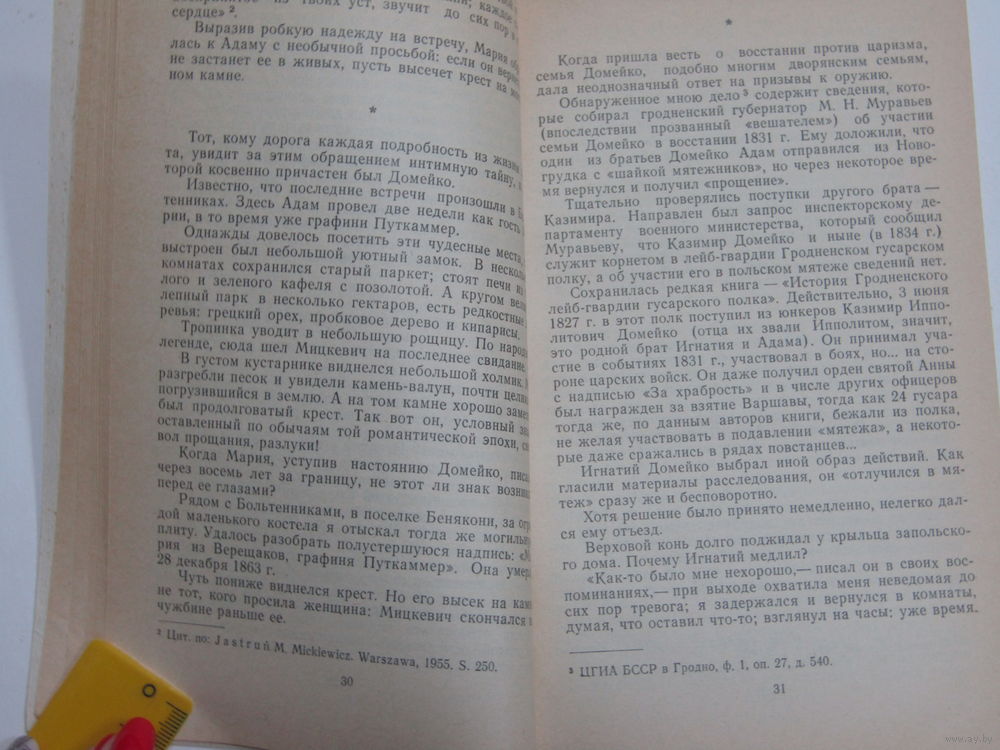 из твоих уст, звучит до сих пор в
сердце» ².
Выразив робкую надежду на встречу, Мария
лась к Адаму с необычной просьбой: если он
не застанет ее в живых, пусть высечет крест на
ном камне.
*
Тот, кому дорога каждая подробность из жизни
та, увидит за этим обращением интимную тайну,
торой косвенно причастен был Домейко.
Известно, что последние встречи произошли в
тенниках. Здесь Адам провел две недели как гость
рии, в то время уже графини Путкаммер.
Однажды довелось посетить эти чудесные места,
выстроен был небольшой уютный замок. В
комнатах сохранился старый паркет; стоят печи из
лого и зеленого кафеля с позолотой. А кругом
лепный парк в несколько гектаров, есть редкостные
ревья: грецкий орех, пробковое дерево и кипарисы.
Тропинка уводит в небольшую рощицу. По
легенде, сюда шел Мицкевич на последнее свидание.
В густом кустарнике виднелся небольшой холмик.
разгребли песок и увидели камень-валун, почти
погрузившийся в землю. А на том камне хорошо
был продолговатый крест. Так вот он, условный
оставленный по обычаям той романтической эпохи,
вол прощания, разлуки!
Когда Мария, уступив настоянию Домейко,
через восемь лет за границу, не этот ли знак
перед ее глазами?
Рядом с Больтенниками, в поселке Бенякони, за
дой маленького костела я отыскал тогда же
плиту. Удалось разобрать полустершуюся надпись:
рия из Верещаков, графиня Путкаммер». Она
28 декабря 1863 г.
Чуть пониже виднелся крест. Но его высек на
не тот, кого просила женщина: Мицкевич скончался
чужбине раньше ее.
² Цит. по: Jastruń M. Mickiewicz. Warszawa, 1955. S. 250.
30
*
Когда пришла весть о восстании против царизма,
семья Домейко, подобно многим дворянским семьям,
дала неоднозначный ответ на призывы к оружию.
Обнаруженное мною дело ³ содержит сведения, кото-
рые собирал гродненский губернатор М. Н. Муравьев
(впоследствии прозванный «вешателем») об участии
семьи Домейко в восстании 1831 г. Ему доложили, что
один из братьев Домейко Адам отправился из Ново-
грудка с «шайкой мятежников», но через некоторое вре-
мя вернулся и получил «прощение».
Тщательно проверялись поступки другого брата —
Казимира. Направлен был запрос инспекторскому де-
партаменту военного министерства, который сообщил
Муравьеву, что Казимир Домейко и ныне (в 1834 г.)
служит корнетом в лейб-гвардии Гродненском гусарском
полку, а об участии его в польском мятеже сведений нет.
Сохранилась редкая книга — «История Гродненского
лейб-гвардии гусарского полка». Действительно, 3 июня
1827 г. в этот полк поступил из юнкеров Казимир Иппо-
литович Домейко (отца их звали Ипполитом, значит,
это родной брат Игнатия и Адама). Он принимал уча-
стие в событиях 1831 г., участвовал в боях, но... на сто-
роне царских войск. Он даже получил орден святой Анны
с надписью «За храбрость» и в числе других офицеров
был награжден за взятие Варшавы, тогда как 24 гусара
тогда же, по данным авторов книги, бежали из полка,
не желая участвовать в подавлении «мятежа», а некото-
рые даже сражались в рядах повстанцев...
Игнатий Домейко выбрал иной образ действий. Как
гласили материалы расследования, он «отлучился в мя-
теж» сразу же и бесповоротно.
Хотя решение было принято немедленно, нелегко дал-
ся ему отъезд.
Верховой конь долго поджидал у крыльца запольско-
го дома. Почему Игнатий медлил?
«Как-то было мне нехорошо,— писал он в своих вос-
поминаниях,— при выходе охватила меня неведомая до
сих пор тревога; я задержался и вернулся в комнаты,
думая, что оставил что-то; взглянул на часы: уже время.
³ ЦГИА БССР в Гродно, ф. 1, оп. 27, д. 540.
31
www.ay.by